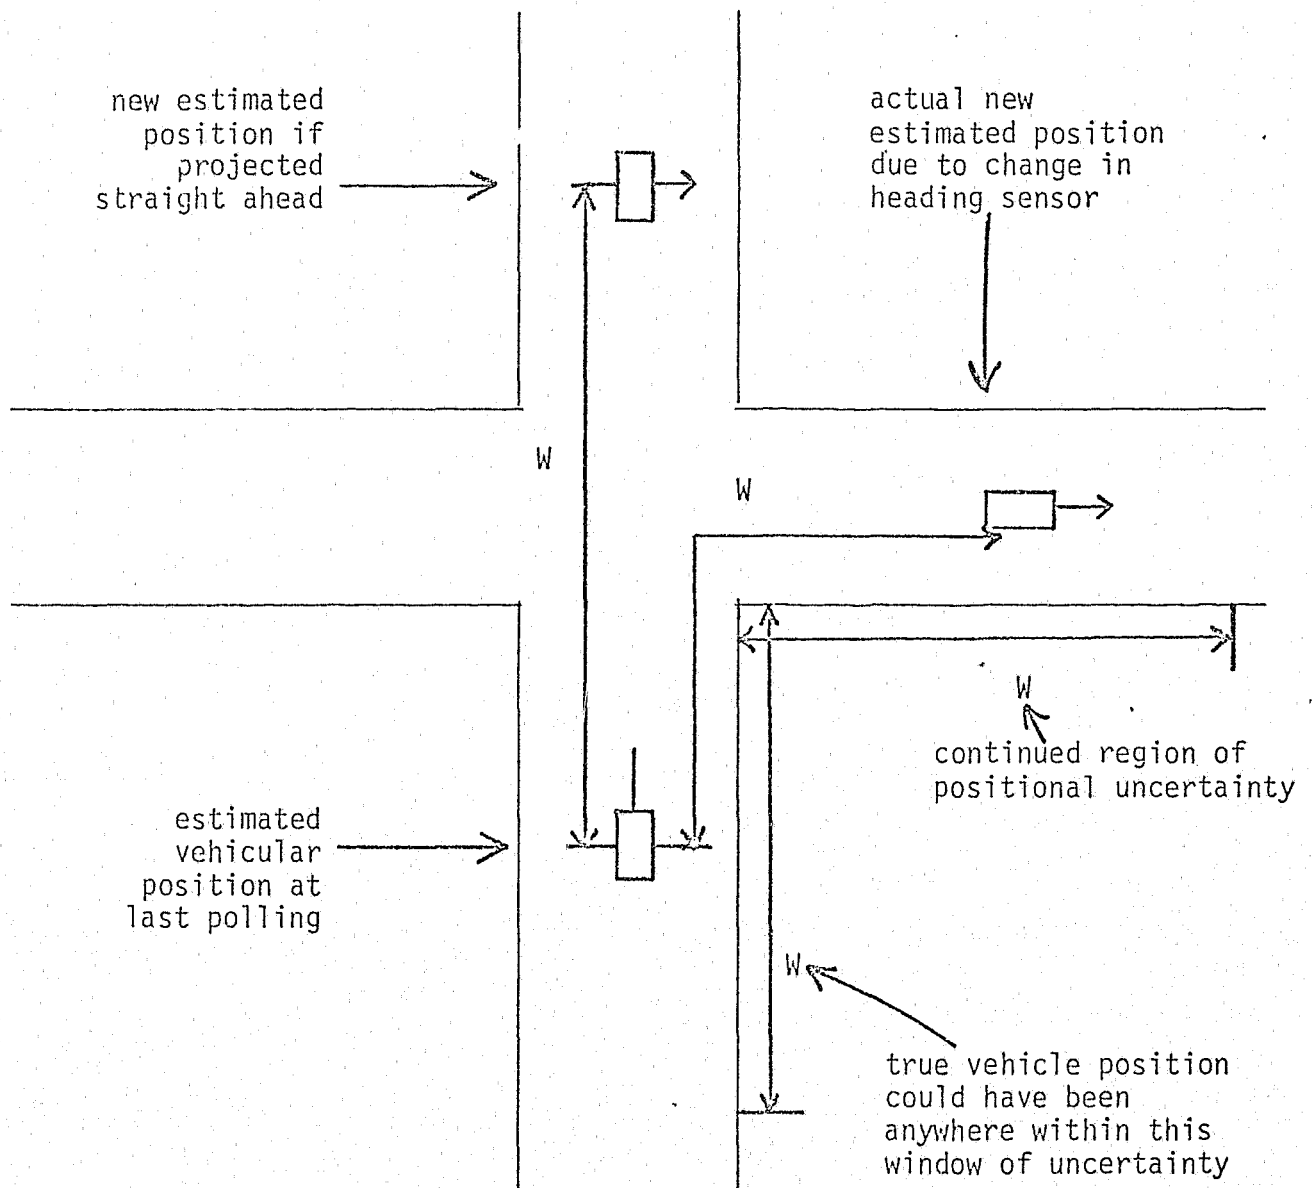 new estimated
position if
projected
straight ahead
actual new
estimated position
due to change in
heading sensor
W
W
W
continued region of
positional uncertainty
estimated
vehicular
position at
last polling
W
true vehicle position
could have been
anywhere within this
window of uncertainty